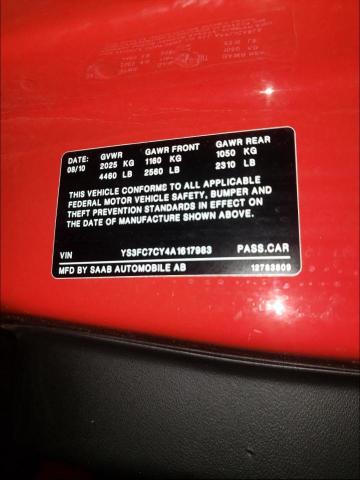 DATE: GVWR GAWR FRONT GAWR REAR
08/10 2025 KG 1160 KG 1050 KG
4460 LB 2560 LB 2310 LB
THIS VEHICLE CONFORMS TO ALL APPLICABLE
FEDERAL MOTOR VEHICLE SAFETY, BUMPER AND
THEFT PREVENTION STANDARDS IN EFFECT ON
THE DATE OF MANUFACTURE SHOWN ABOVE.
VIN YS3FC7CY4A1617963 PASS.CAR
MFD BY SAAB AUTOMOBILE AB 12783809